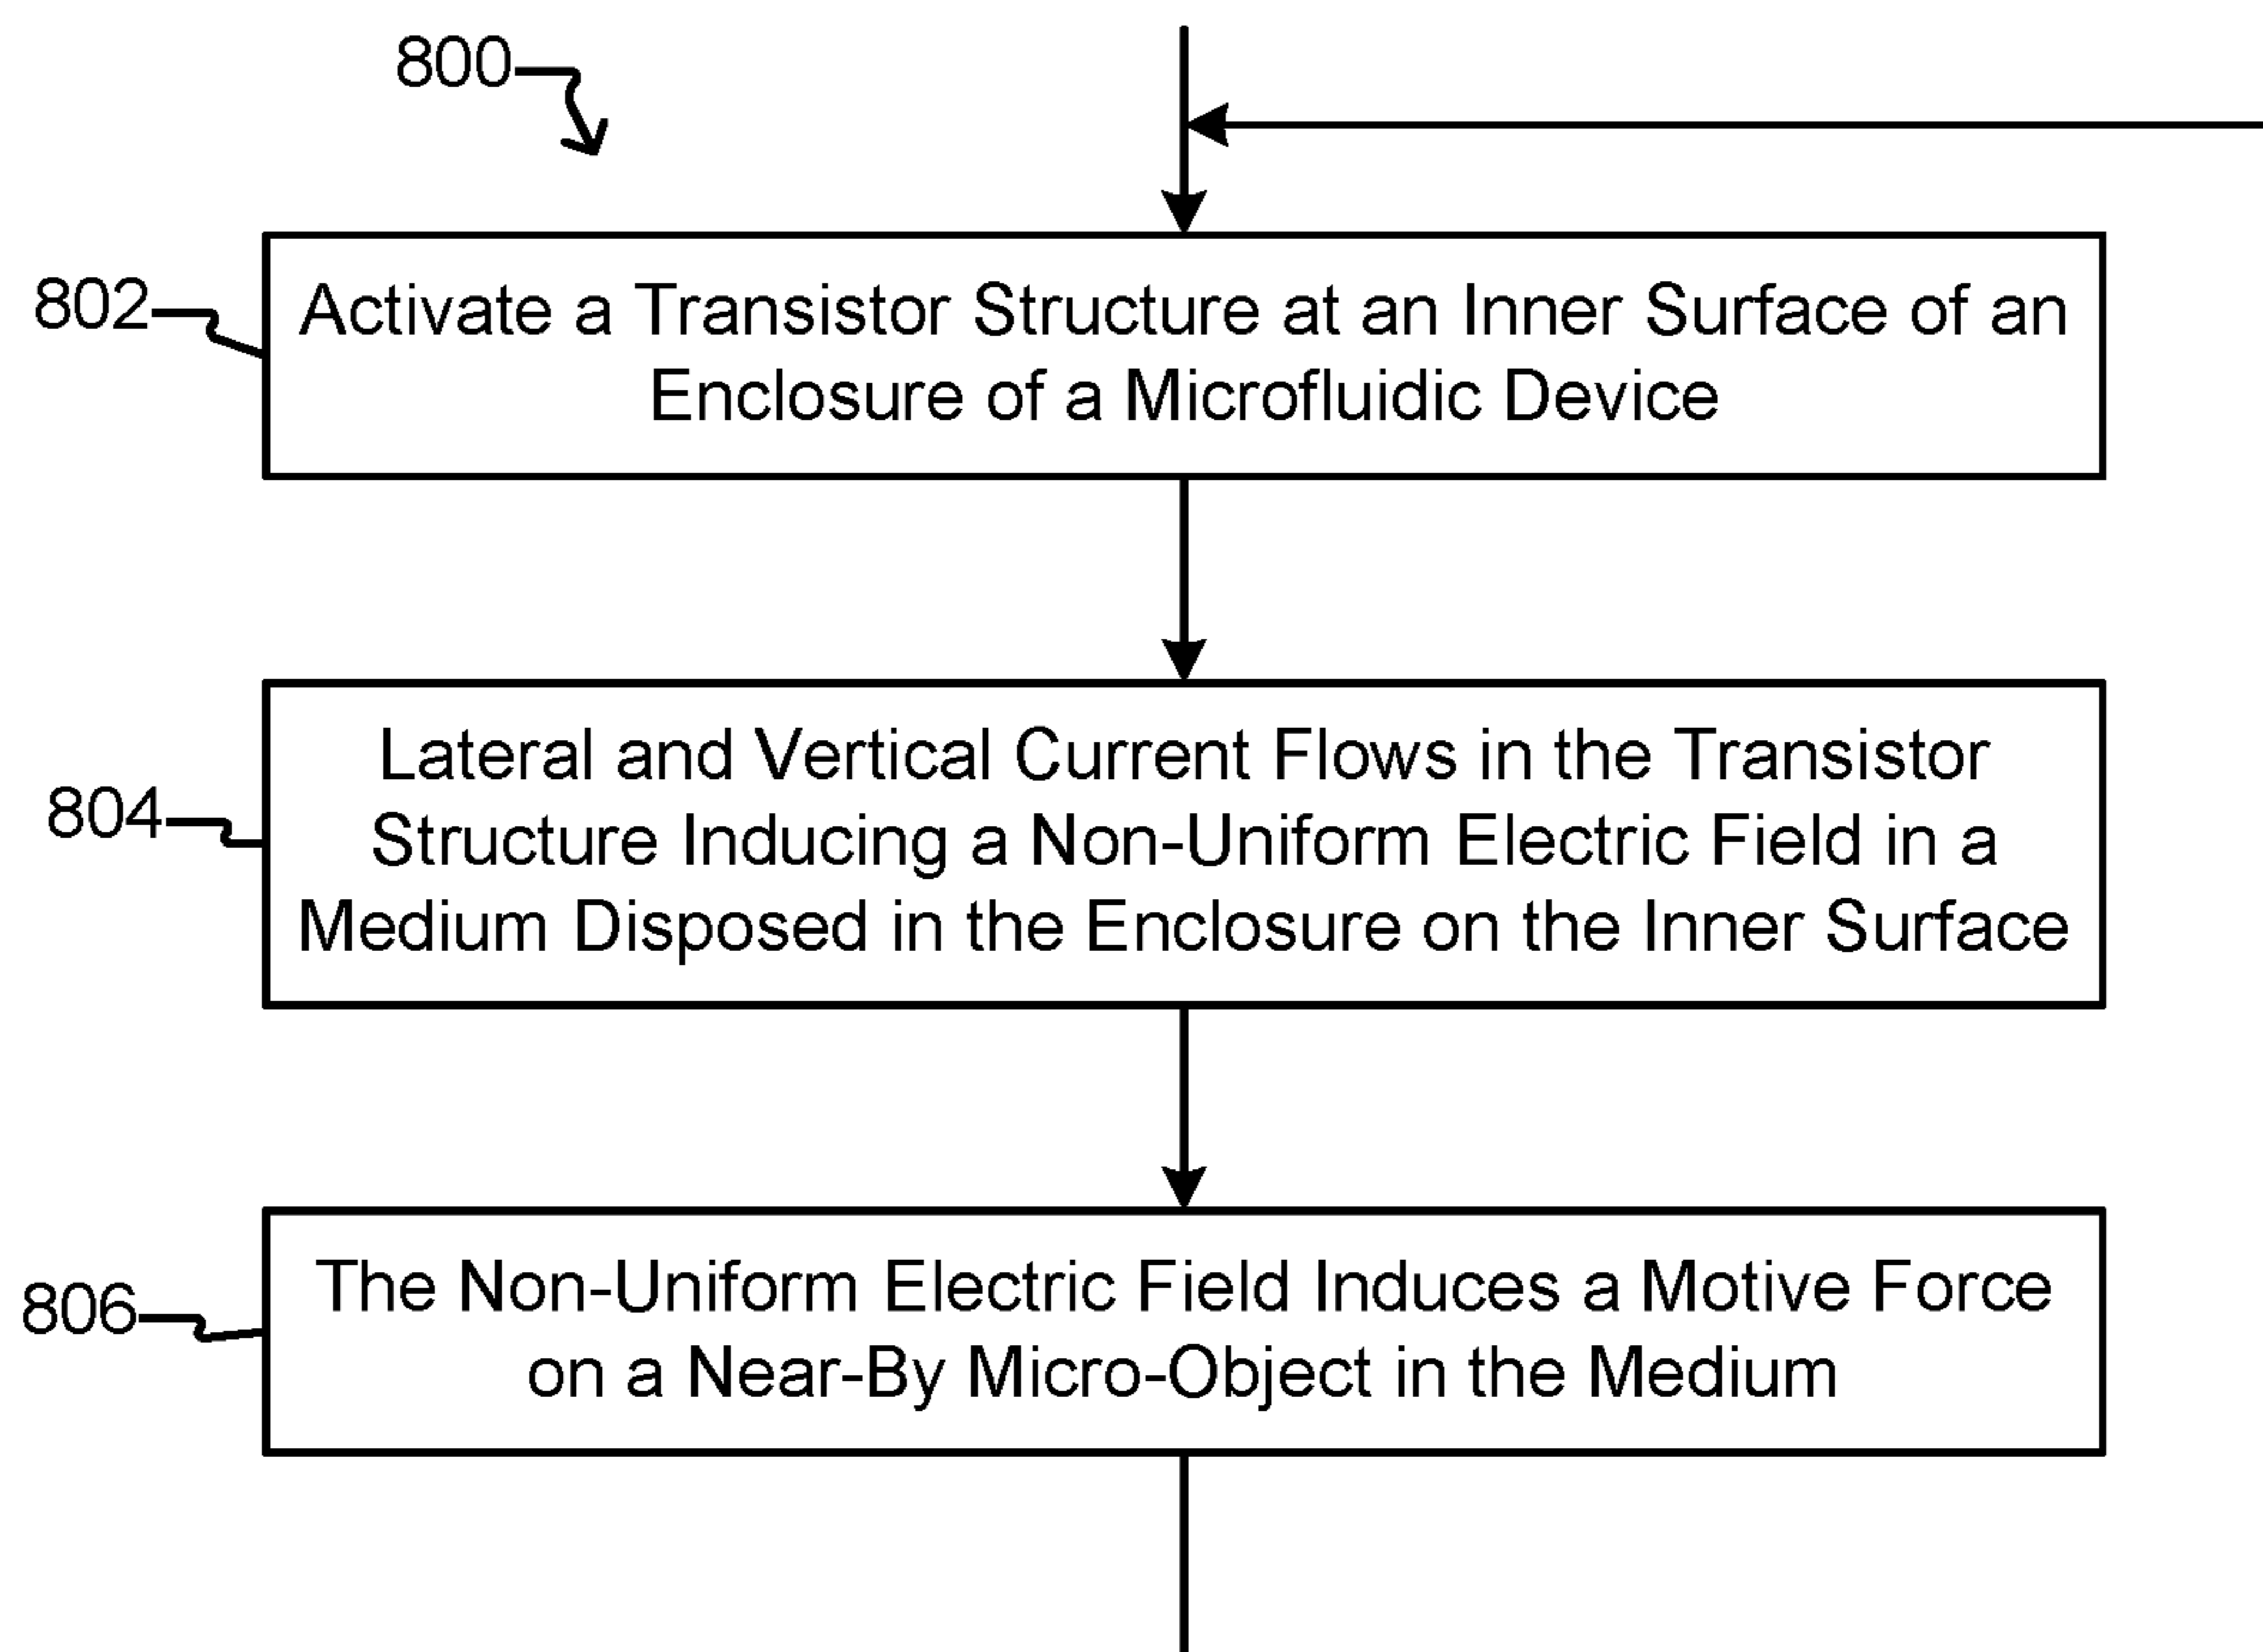 800
802
Activate a Transistor Structure at an Inner Surface of an
Enclosure of a Microfluidic Device
804
Lateral and Vertical Current Flows in the Transistor
Structure Inducing a Non-Uniform Electric Field in a
Medium Disposed in the Enclosure on the Inner Surface
806
The Non-Uniform Electric Field Induces a Motive Force
on a Near-By Micro-Object in the Medium